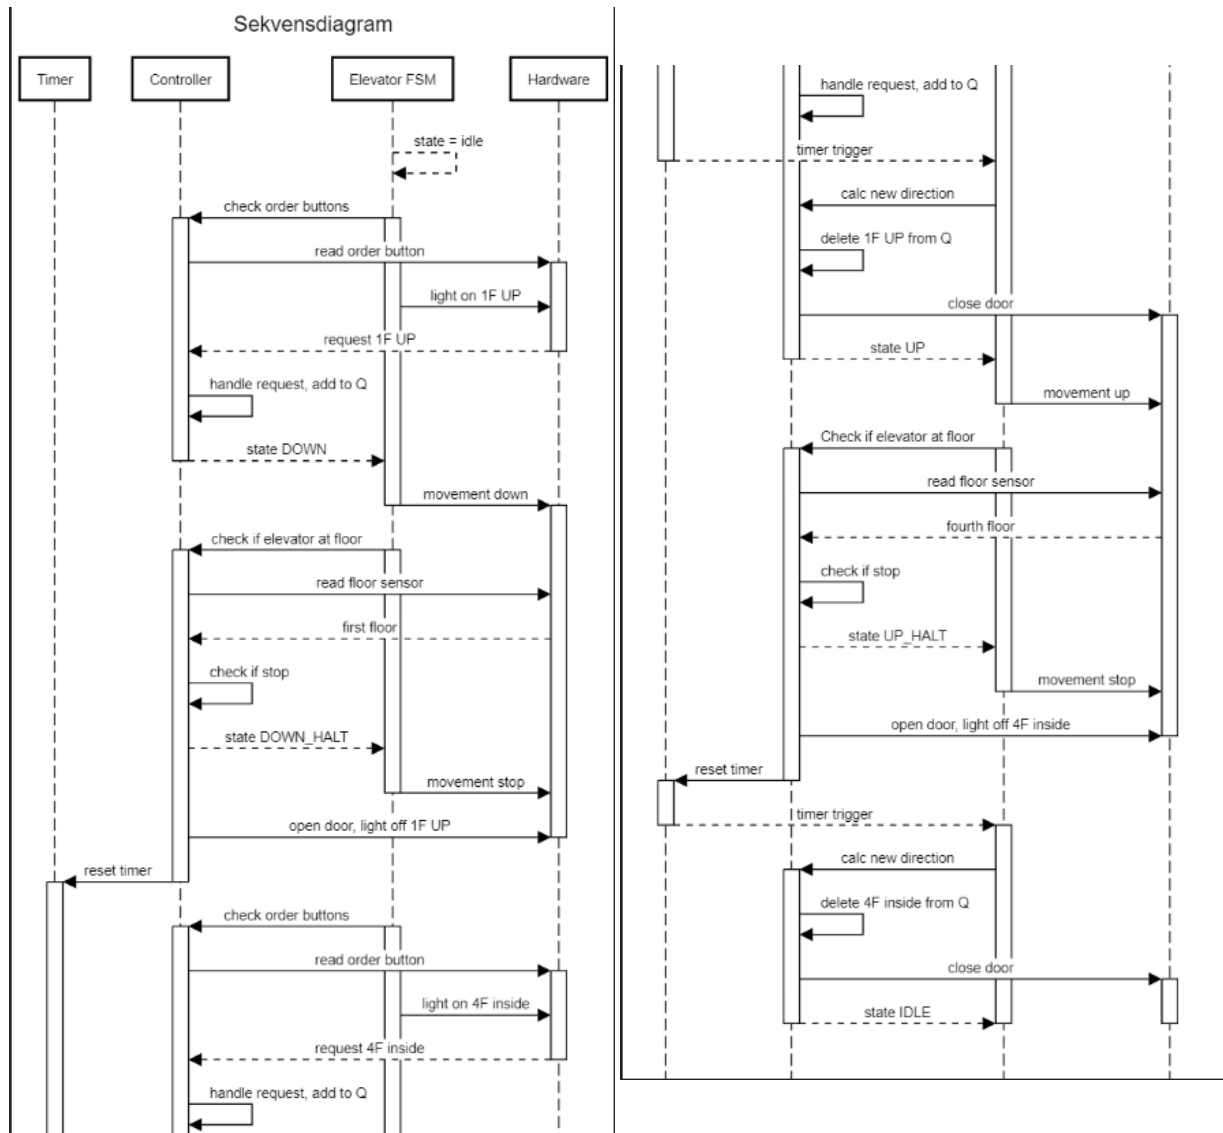 Sekvensdiagram
Timer
Controller
Elevator FSM
Hardware
state = idle
check order buttons
read order button
light on 1F UP
request 1F UP
handle request, add to Q
state DOWN
movement down
check if elevator at floor
read floor sensor
first floor
check if stop
state DOWN_HALT
movement stop
open door, light off 1F UP
reset timer
check order buttons
read order button
light on 4F inside
request 4F inside
handle request, add to Q
handle request, add to Q
timer trigger
calc new direction
delete 1F UP from Q
close door
state UP
movement up
Check if elevator at floor
read floor sensor
fourth floor
check if stop
state UP_HALT
movement stop
open door, light off 4F inside
reset timer
timer trigger
calc new direction
delete 4F inside from Q
close door
state IDLE